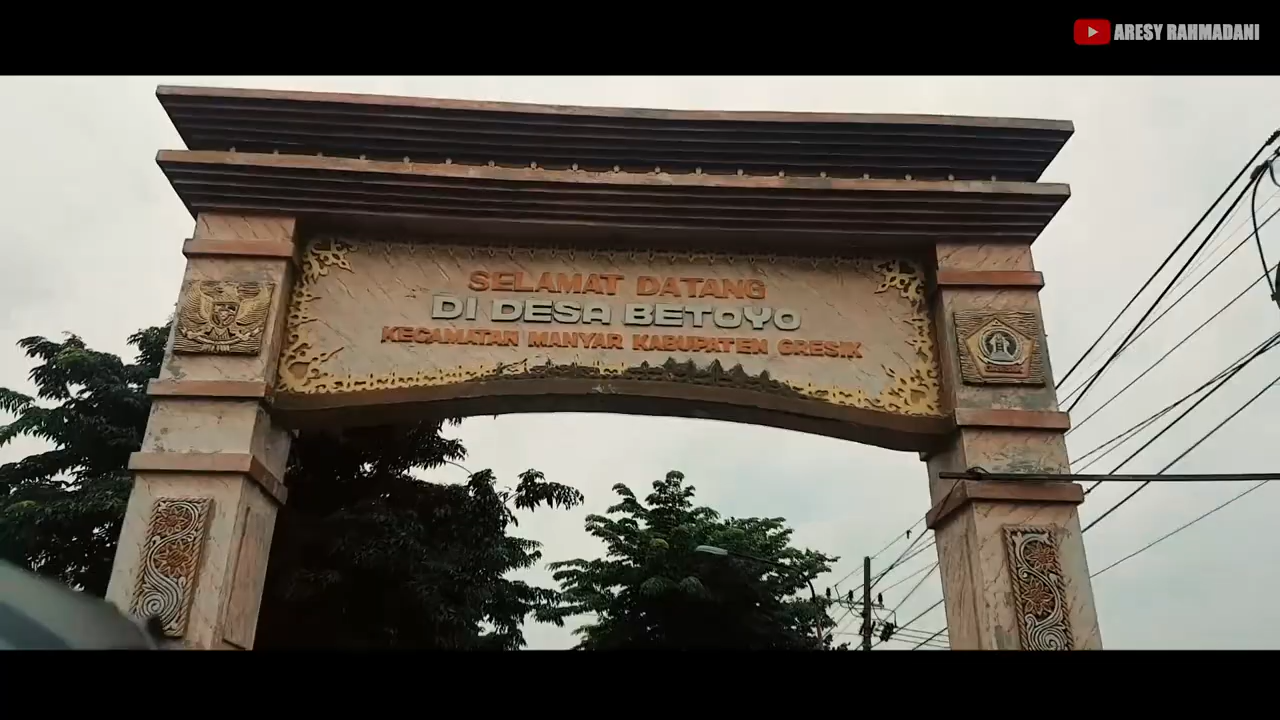 ARESY RAHMADANI
SELAMAT DATANG
DI DESA BETOYO
KECAMATAN MANYAR KABUPATEN GRESIK